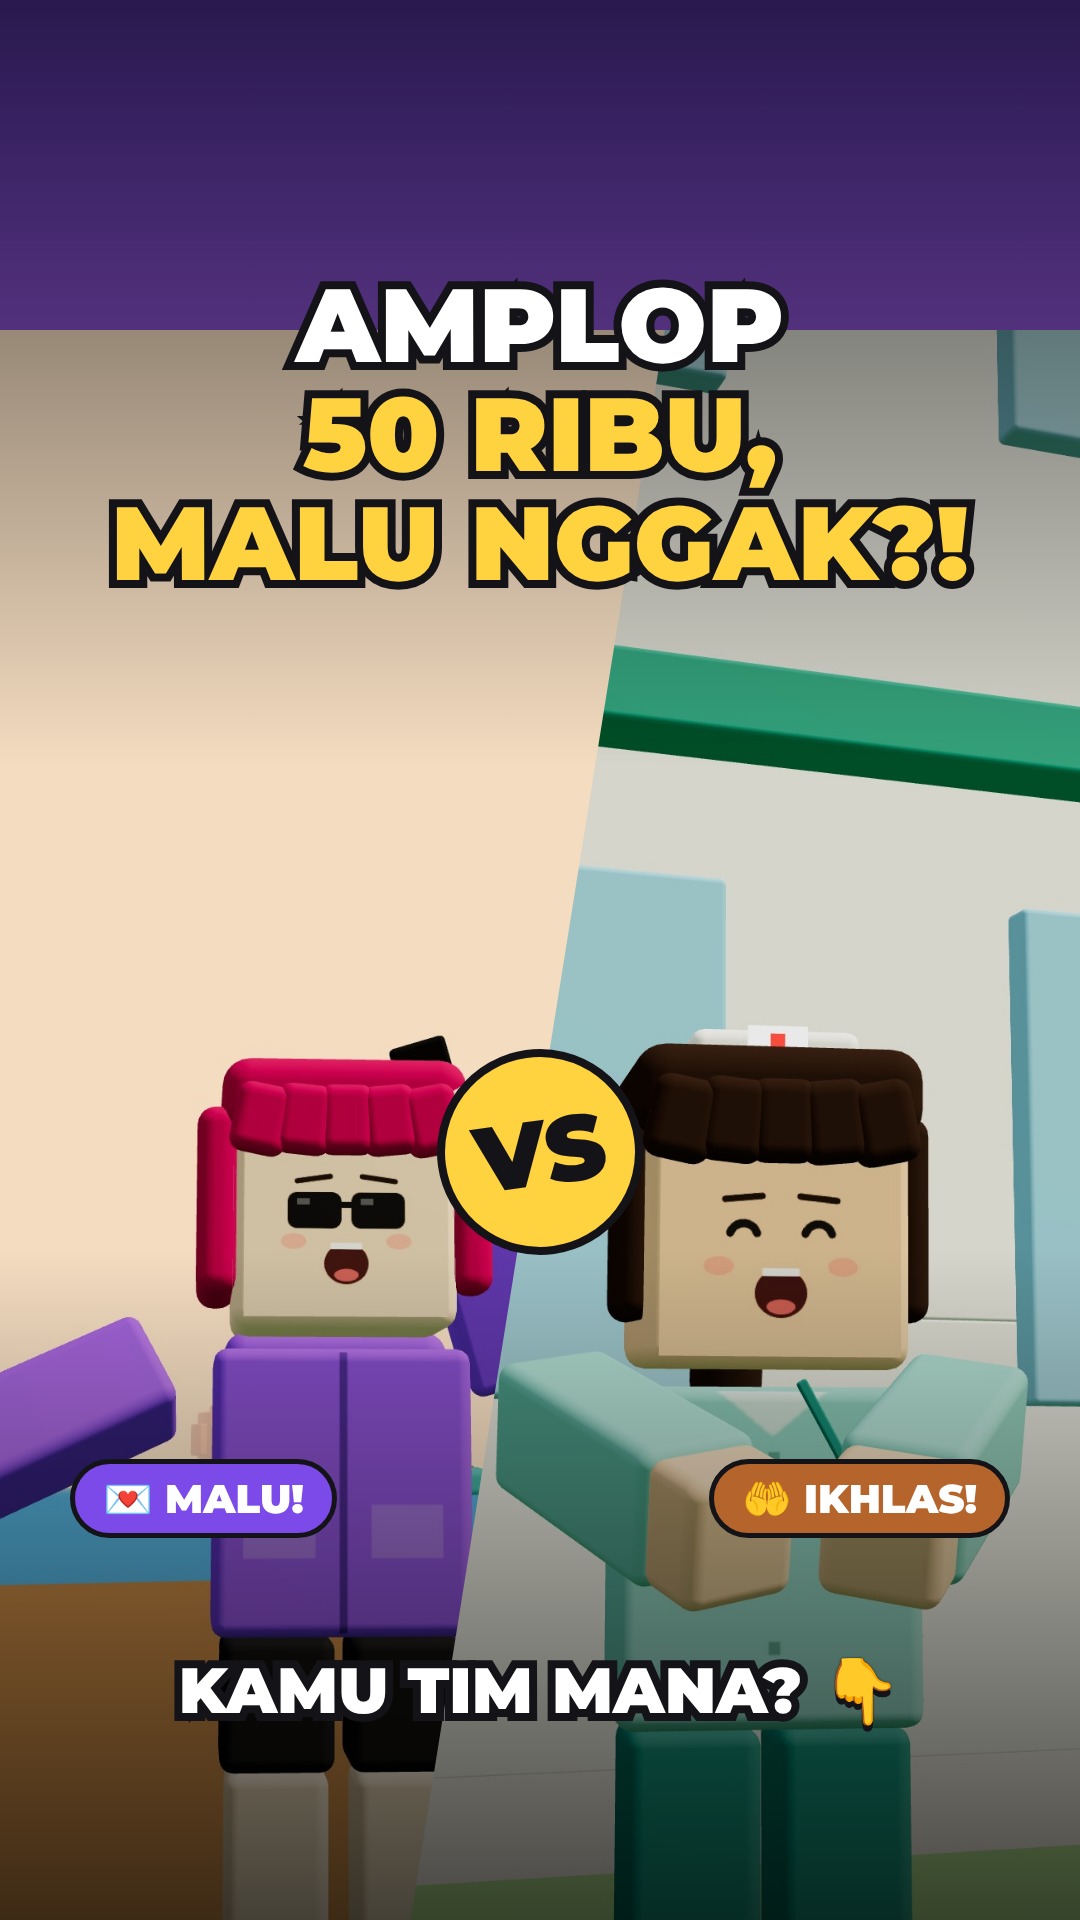 AMPLOP
50 RIBU,
MALU NGGAK?!
VS
💌 MALU!
🤲 IKHLAS!
KAMU TIM MANA? 👇